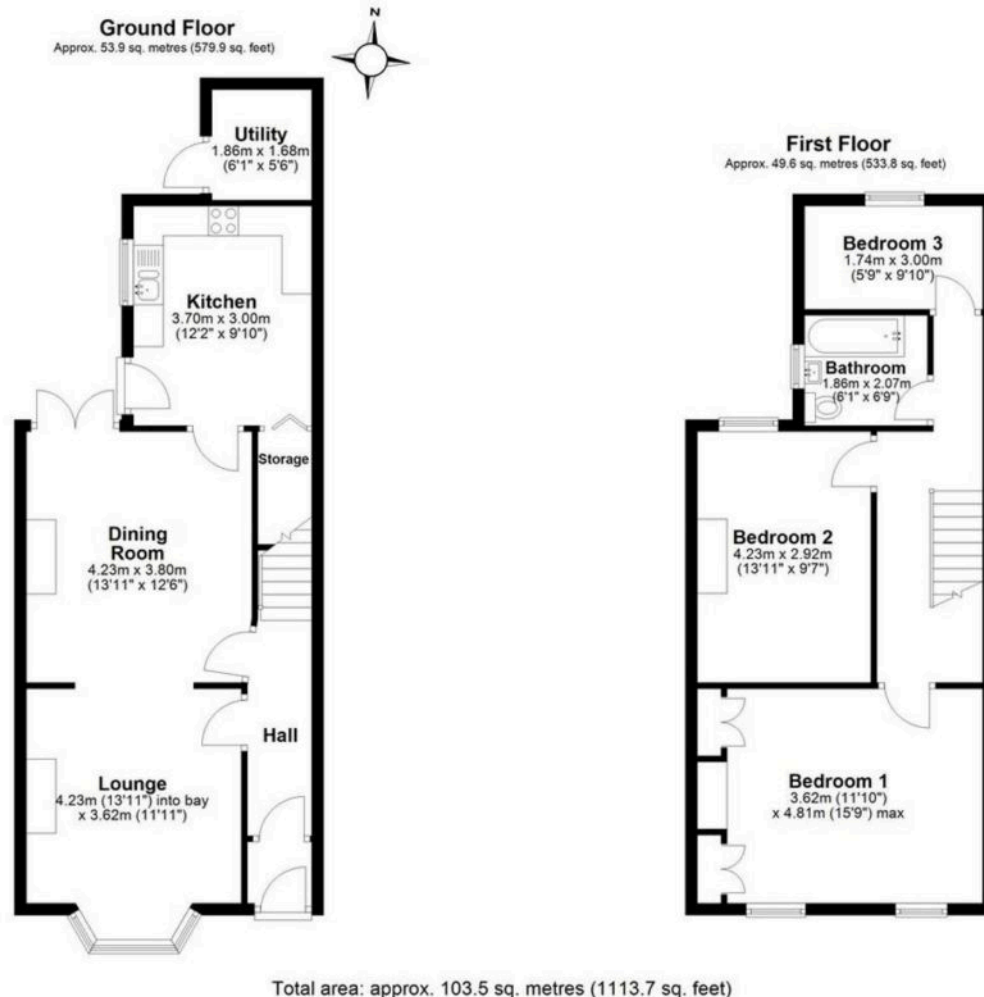 Ground Floor
Approx. 53.9 sq. metres (579.9 sq. feet)
N
Utility
1.86m x 1.68m
(6'1" x 5'6")
Kitchen
3.70m x 3.00m
(12'2" x 9'10")
Storage
Dining
Room
4.23m x 3.80m
(13'11" x 12'6")
Hall
Lounge
4.23m (13'11") into bay
x 3.62m (11'11")
First Floor
Approx. 49.6 sq. metres (533.8 sq. feet)
Bedroom 3
1.74m x 3.00m
(5'9" x 9'10")
Bathroom
1.86m x 2.07m
(6'1" x 6'9")
Bedroom 2
4.23m x 2.92m
(13'11" x 9'7")
Bedroom 1
3.62m (11'10")
x 4.81m (15'9") max
Total area: approx. 103.5 sq. metres (1113.7 sq. feet)